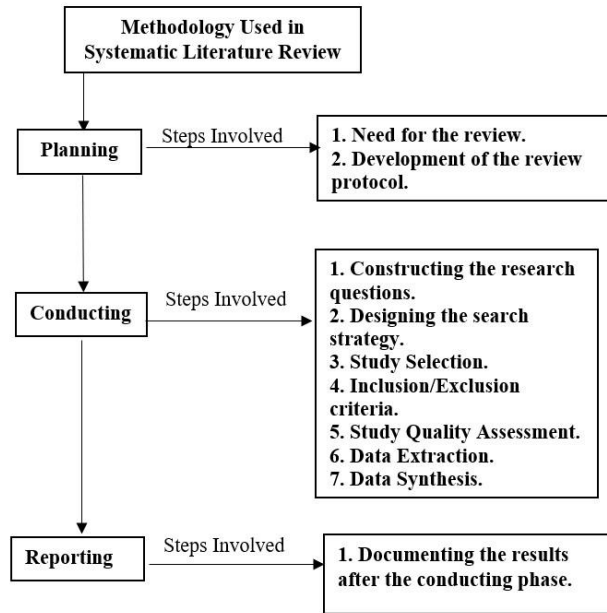 Methodology Used in
Systematic Literature Review
Planning
Steps Involved
1. Need for the review.
2. Development of the review
protocol.
Conducting
Steps Involved
1. Constructing the research
questions.
2. Designing the search
strategy.
3. Study Selection.
4. Inclusion/Exclusion
criteria.
5. Study Quality Assessment.
6. Data Extraction.
7. Data Synthesis.
Reporting
Steps Involved
1. Documenting the results
after the conducting phase.